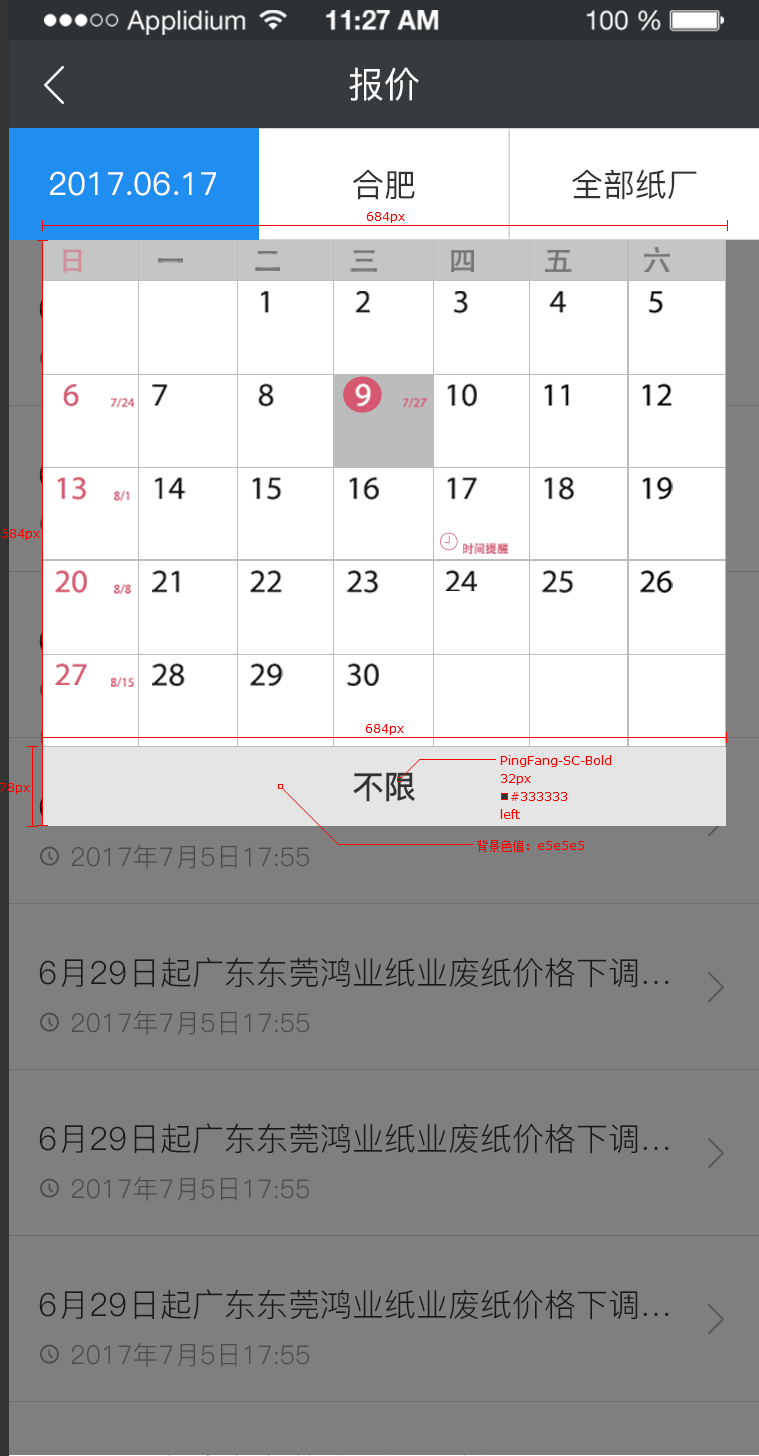 Applidium 11:27 AM 100 %
报价
2017.06.17 合肥 全部纸厂
684px
日 一 二 三 四 五 六
1 2 3 4 5
6 7/24 7 8 9 7/27 10 11 12
13 8/1 14 15 16 17 18 19
时间提醒
584px
20 8/8 21 22 23 24 25 26
27 8/15 28 29 30
684px
不限
78px
PingFang-SC-Bold
32px
#333333
left
背景色值：e5e5e5
2017年7月5日17:55
6月29日起广东东莞鸿业纸业废纸价格下调...
2017年7月5日17:55
6月29日起广东东莞鸿业纸业废纸价格下调...
2017年7月5日17:55
6月29日起广东东莞鸿业纸业废纸价格下调...
2017年7月5日17:55